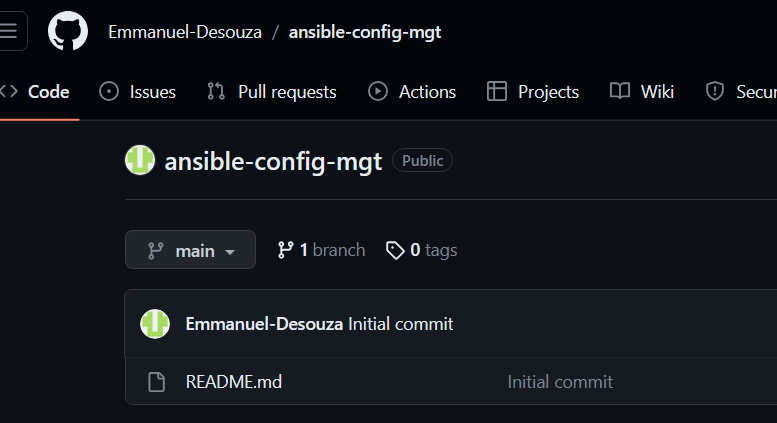 Emmanuel-Desouza / ansible-config-mgt
Code Issues Pull requests Actions Projects Wiki Secur
ansible-config-mgt Public
main 1 branch 0 tags
Emmanuel-Desouza Initial commit
README.md Initial commit